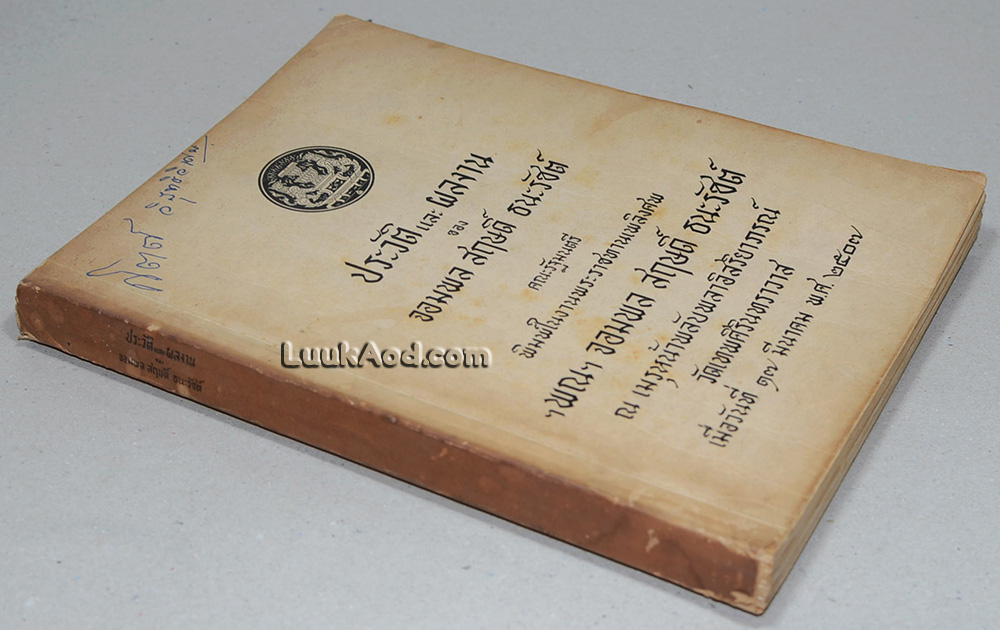 ประวัติ และ ผลงาน
ของ
จอมพล สฤษดิ์ ธนะรัชต์
คณะรัฐมนตรี
พิมพ์ในงานพระราชทานเพลิงศพ
ฯพณฯ จอมพล สฤษดิ์ ธนะรัชต์
ณ เมรุหน้าพลับพลาอิสริยาภรณ์
วัดเทพศิรินทราวาส
เมื่อวันที่ ๑๗ มีนาคม พ.ศ. ๒๕๐๗
ประวัติและผลงาน
จอมพล สฤษดิ์ ธนะรัชต์
LuukAod.com